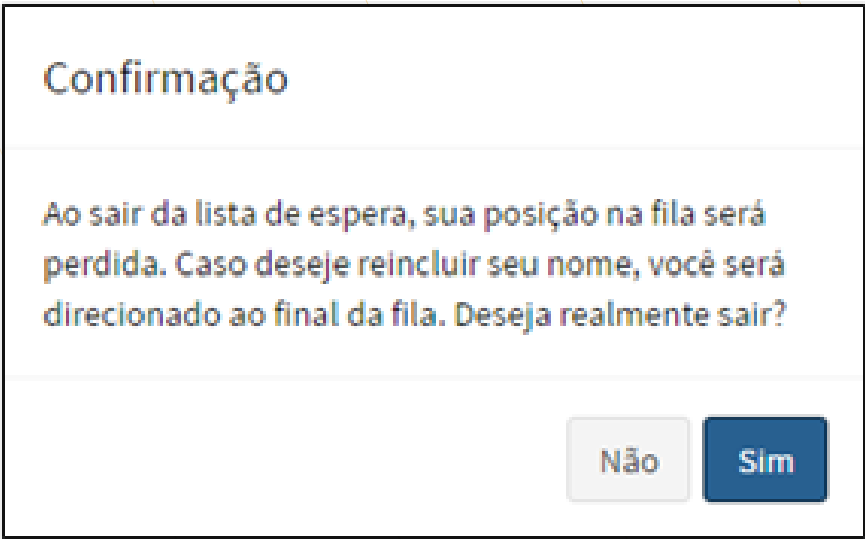 Confirmação
Ao sair da lista de espera, sua posição na fila será
perdida. Caso deseje reincluir seu nome, você será
direcionado ao final da fila. Deseja realmente sair?
Não
Sim